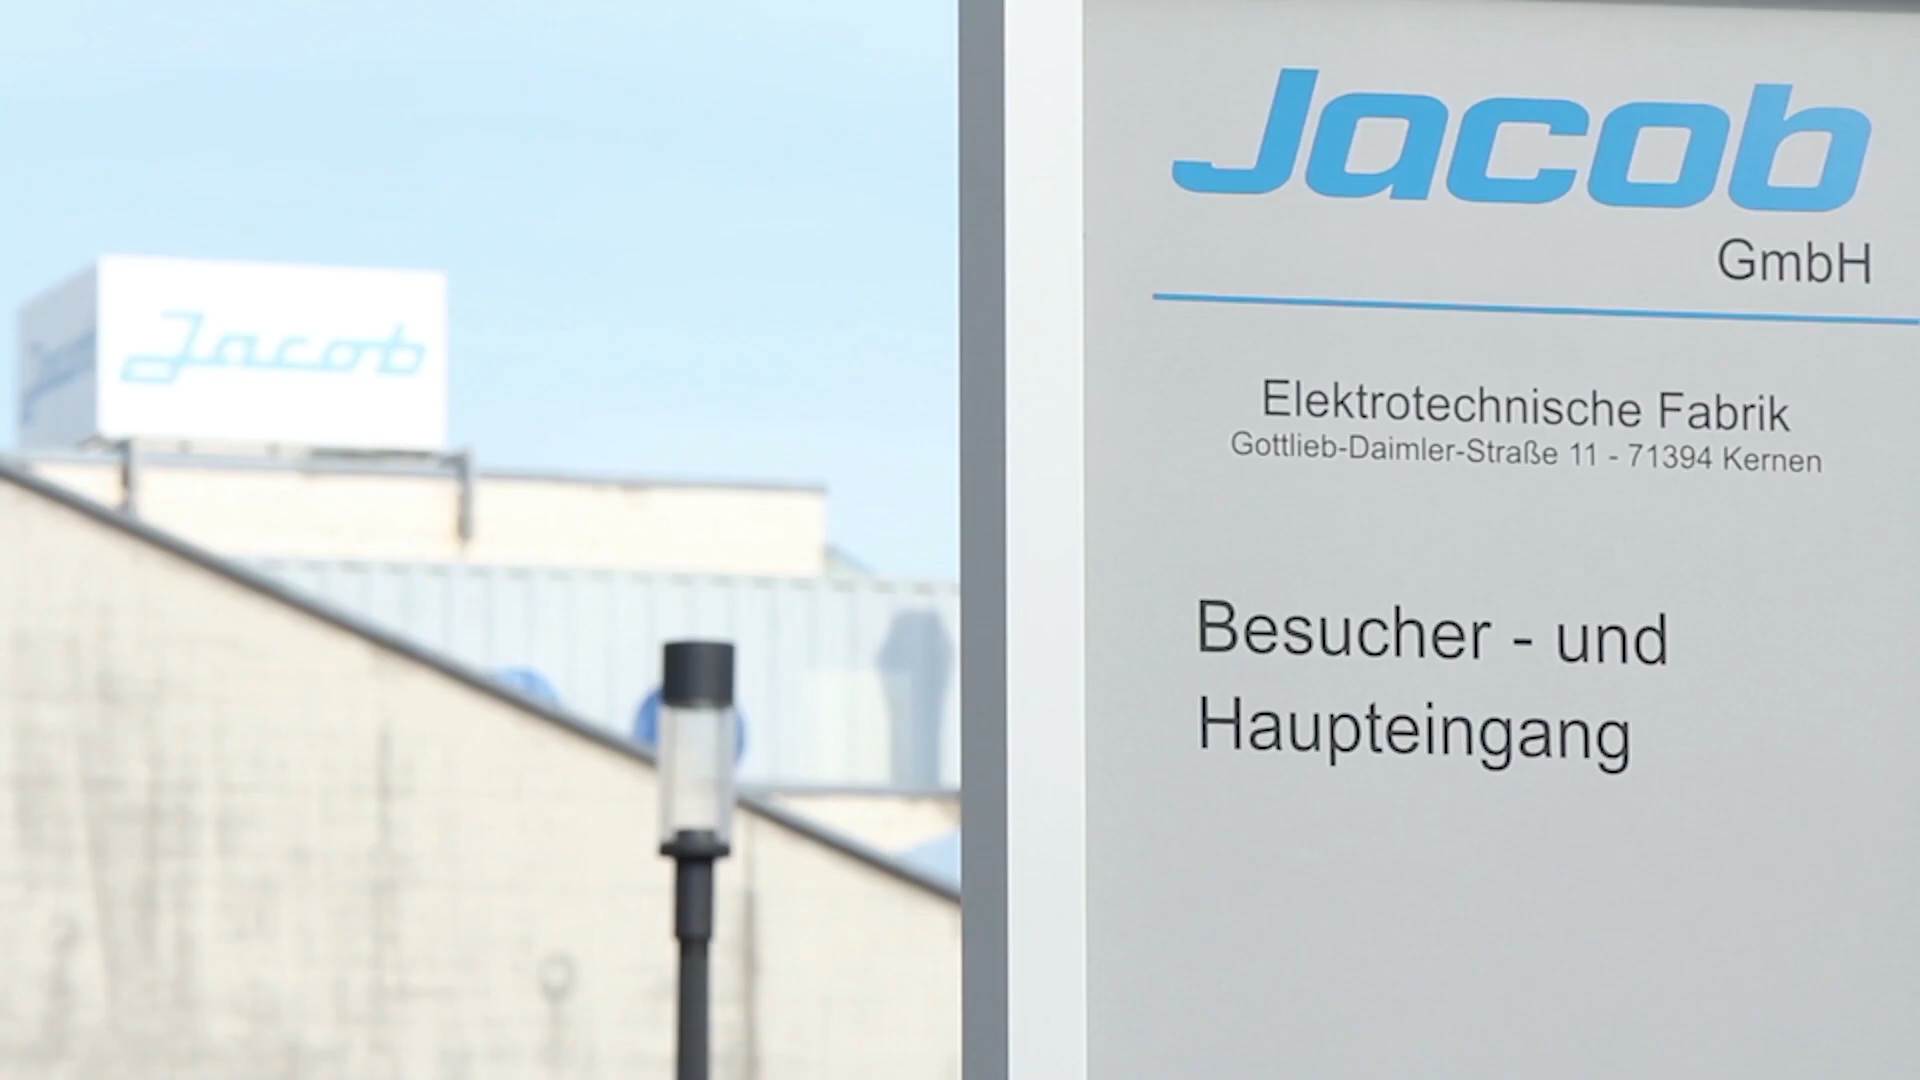 Jacob
Jacob
GmbH
Elektrotechnische Fabrik
Gottlieb-Daimler-Straße 11 - 71394 Kernen
Besucher - und
Haupteingang